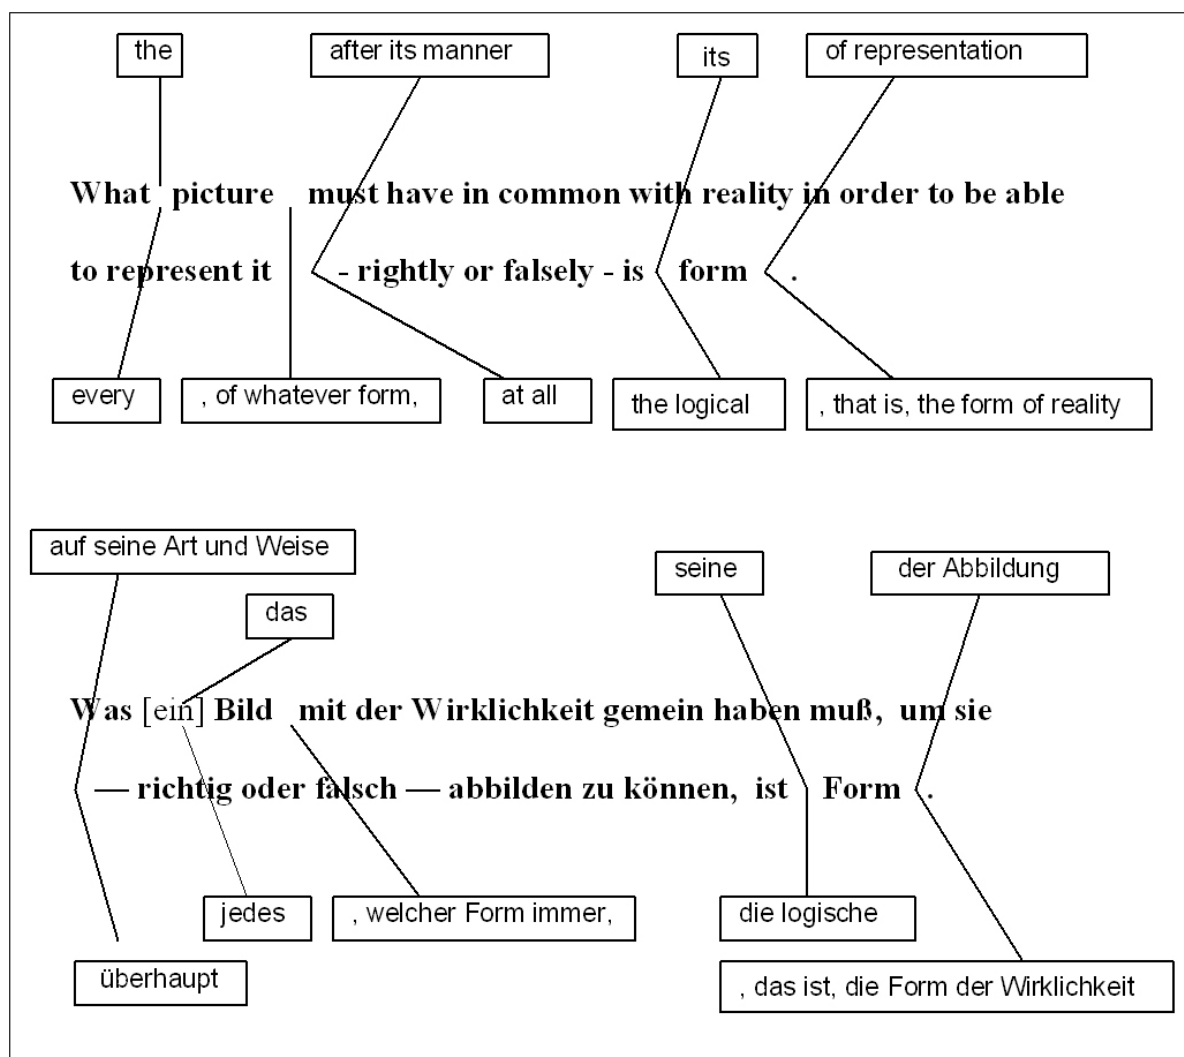 the after its manner its of representation
What picture must have in common with reality in order to be able
to represent it - rightly or falsely - is form .
every , of whatever form, at all the logical , that is, the form of reality
auf seine Art und Weise
seine der Abbildung
das
Was [ein] Bild mit der Wirklichkeit gemein haben muß, um sie
— richtig oder falsch — abbilden zu können, ist Form .
jedes , welcher Form immer, die logische
überhaupt
, das ist, die Form der Wirklichkeit